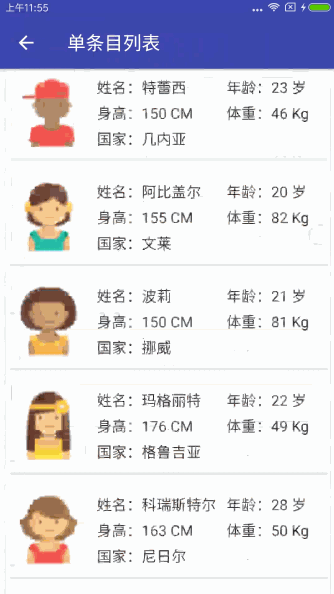 上午11:55
单条目列表
姓名：特蕾西 年龄：23 岁
身高：150 CM 体重：46 Kg
国家：几内亚
姓名：阿比盖尔 年龄：20 岁
身高：155 CM 体重：82 Kg
国家：文莱
姓名：波莉 年龄：21 岁
身高：150 CM 体重：81 Kg
国家：挪威
姓名：玛格丽特 年龄：22 岁
身高：176 CM 体重：49 Kg
国家：格鲁吉亚
姓名：科瑞斯特尔 年龄：28 岁
身高：163 CM 体重：50 Kg
国家：尼日尔